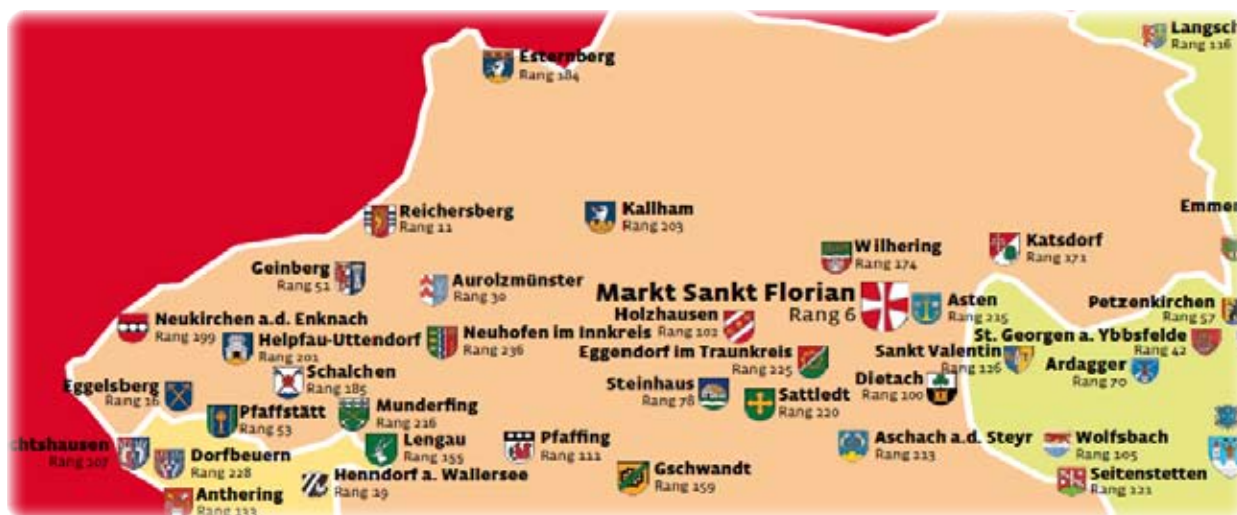 Langsch
Rang 116
Esternberg
Rang 184
Reichersberg
Rang 11
Kallham
Rang 203
Emmer
Wilhering
Rang 174
Katsdorf
Rang 171
Geinberg
Rang 51
Aurolzmünster
Rang 30
Markt Sankt Florian
Rang 6
Asten
Rang 215
Petzenkirchen
Rang 57
Neukirchen a.d. Enknach
Rang 199
Holzhausen
Rang 102
Helpfau-Uttendorf
Rang 201
Neuhofen im Innkreis
Rang 236
St. Georgen a. Ybbsfelde
Rang 42
Eggendorf im Traunkreis
Rang 225
Sankt Valentin
Rang 126
Ardagger
Rang 70
Schalchen
Rang 185
Eggelsberg
Rang 16
Steinhaus
Rang 78
Sattledt
Rang 220
Dietach
Rang 100
Pfaffstätt
Rang 53
Munderfing
Rang 216
chtshausen
Rang 207
Dorfbeuern
Rang 228
Lengau
Rang 155
Pfaffing
Rang 111
Aschach a.d. Steyr
Rang 213
Wolfsbach
Rang 105
Henndorf a. Wallersee
Rang 29
Gschwandt
Rang 159
Seitenstetten
Rang 121
Anthering
Rang 133